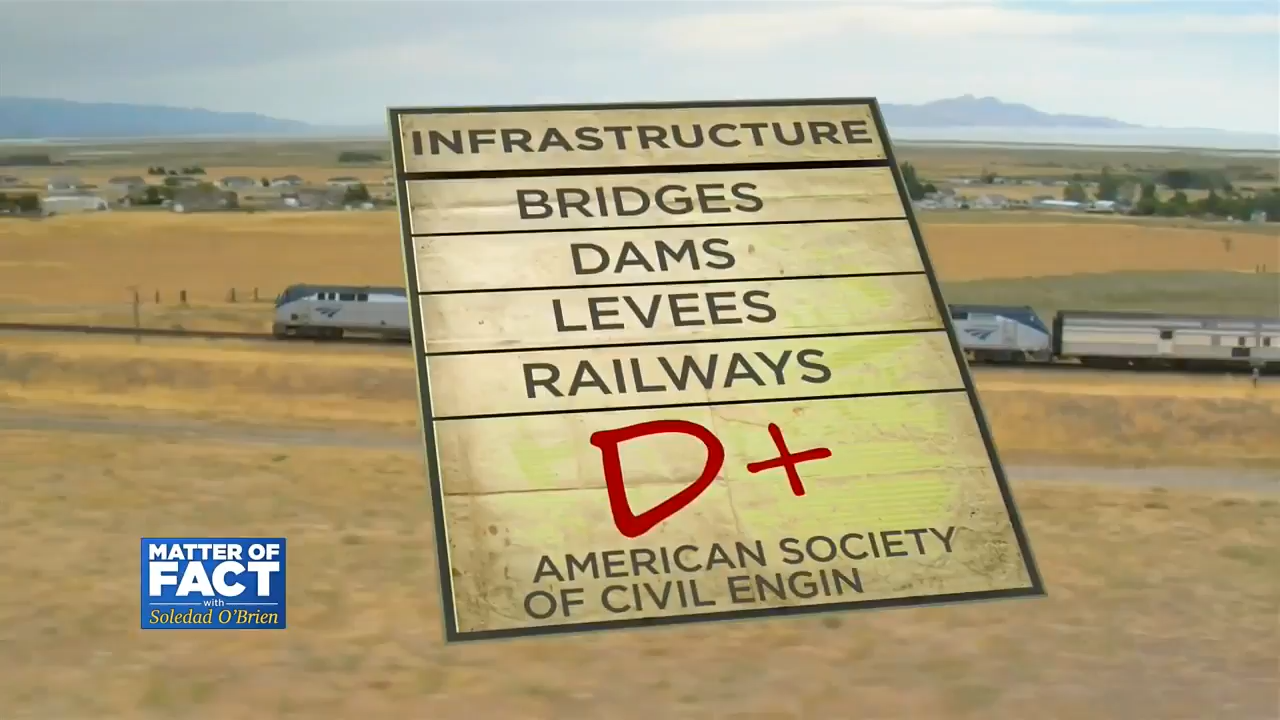 INFRASTRUCTURE
BRIDGES
DAMS
LEVEES
RAILWAYS
D+
AMERICAN SOCIETY
OF CIVIL ENGIN
MATTER OF
FACT
with
Soledad O'Brien